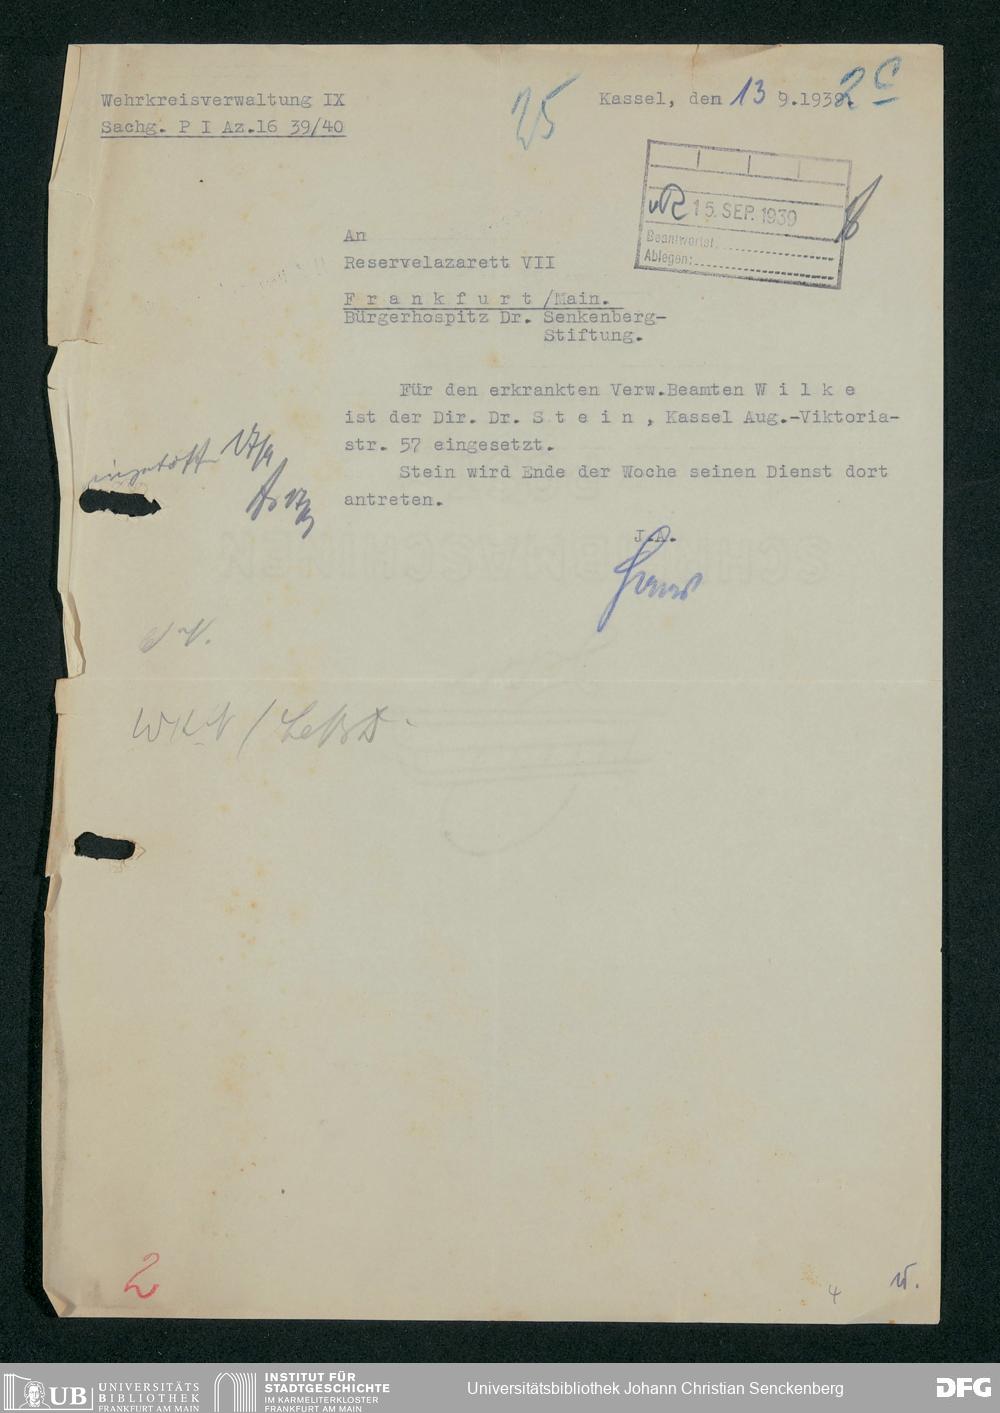 Wehrkreisverwaltung IX
Sachg. P I Az.16 39/40
25
Kassel, den 13 9.1939.
2c
15. SEP. 1939
Beantwortet:
Ablegen:
An
Reservelazarett VII
F r a n k f u r t /Main.
Bürgerhospitz Dr. Senkenberg-
Stiftung.
Für den erkrankten Verw.Beamten W i l k e
ist der Dir. Dr. S t e i n , Kassel Aug.-Viktoria-
str. 57 eingesetzt.
Stein wird Ende der Woche seinen Dienst dort
antreten.
17/9
J.A.
2
4
UB UNIVERSITÄTS
BIBLIOTHEK
FRANKFURT AM MAIN
INSTITUT FÜR
STADTGESCHICHTE
IM KARMELITERKLOSTER
FRANKFURT AM MAIN
Universitätsbibliothek Johann Christian Senckenberg
DFG